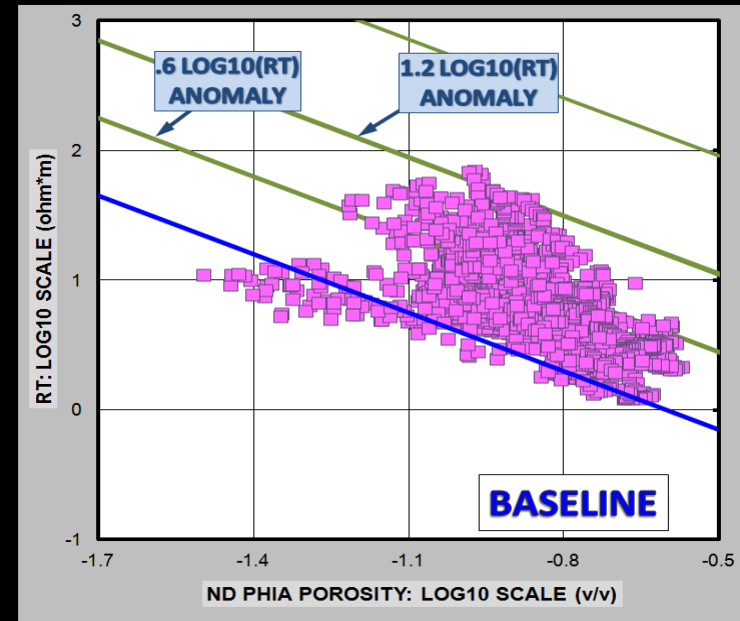 3
2
1
0
-1
.6 LOG10(RT)
ANOMALY
1.2 LOG10(RT)
ANOMALY
BASELINE
RT: LOG10 SCALE (ohm*m)
-1.7
-1.4
-1.1
-0.8
-0.5
ND PHIA POROSITY: LOG10 SCALE (v/v)